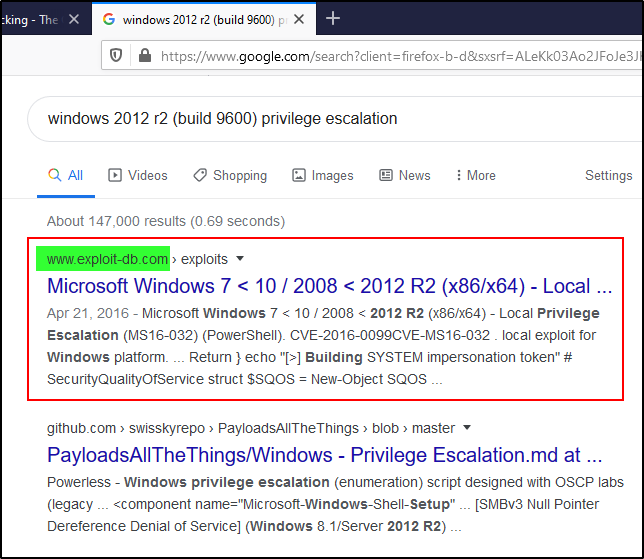 cking - The
windows 2012 r2 (build 9600) pri
https://www.google.com/search?client=firefox-b-d&sxsrf=ALeKk03Ao2JFoJe3J
windows 2012 r2 (build 9600) privilege escalation
All Videos Shopping Images News More Settings
About 147,000 results (0.69 seconds)
www.exploit-db.com › exploits
Microsoft Windows 7 < 10 / 2008 < 2012 R2 (x86/x64) - Local ...
Apr 21, 2016 - Microsoft Windows 7 < 10 / 2008 < 2012 R2 (x86/x64) - Local Privilege
Escalation (MS16-032) (PowerShell). CVE-2016-0099CVE-MS16-032 . local exploit for
Windows platform. ... Return } echo "[>] Building SYSTEM impersonation token" #
SecurityQualityOfService struct $SQOS = New-Object SQOS ...
github.com › swisskyrepo › PayloadsAllTheThings › blob › master
PayloadsAllTheThings/Windows - Privilege Escalation.md at ...
Powerless - Windows privilege escalation (enumeration) script designed with OSCP labs
(legacy ... <component name="Microsoft-Windows-Shell-Setup" ... [SMBv3 Null Pointer
Dereference Denial of Service] (Windows 8.1/Server 2012 R2) ...